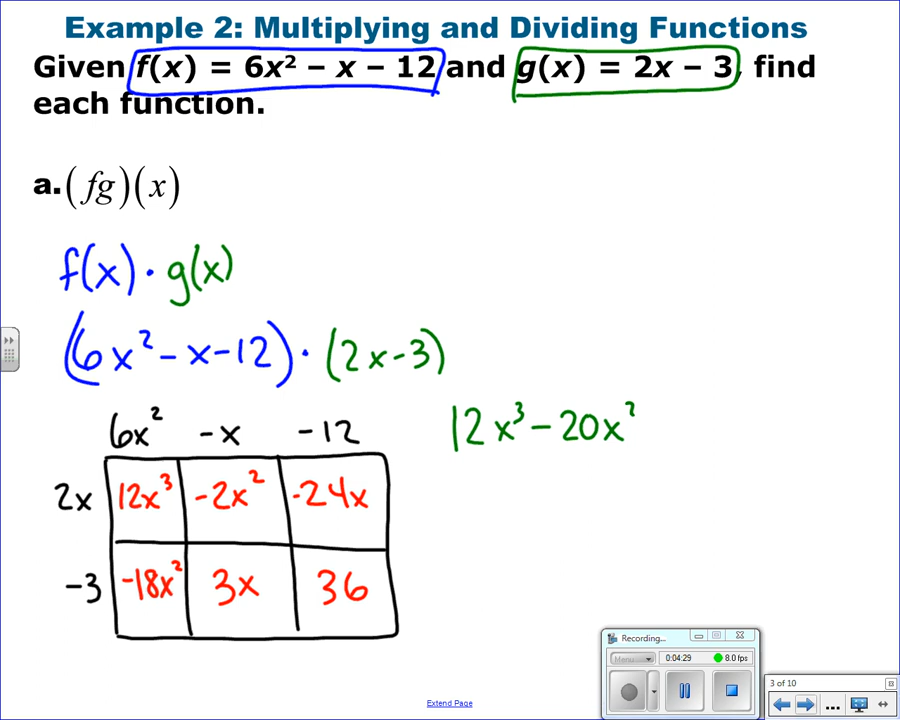 Example 2: Multiplying and Dividing Functions
Given f(x) = 6x² – x – 12 and g(x) = 2x – 3, find
each function.
a. (fg)(x)
f(x) · g(x)
(6x² - x - 12) · (2x - 3)
6x² -x -12
12x³ - 20x²
2x 12x³ -2x² -24x
-3 -18x² 3x 36
Recording...
Menu
0:04:29 8.0 fps
3 of 10
...
Extend Page